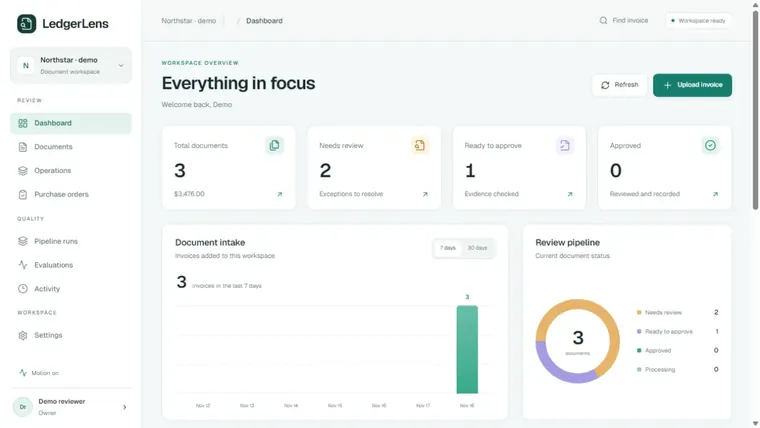 LedgerLens
N
Northstar · demo
Document workspace
REVIEW
Dashboard
Documents
Operations
Purchase orders
QUALITY
Pipeline runs
Evaluations
Activity
WORKSPACE
Settings
Motion on
Dr
Demo reviewer
Owner
Northstar · demo / Dashboard
Find invoice
Workspace ready
WORKSPACE OVERVIEW
Everything in focus
Welcome back, Demo
Refresh
Upload invoice
Total documents
3
$3,476.00
Needs review
2
Exceptions to resolve
Ready to approve
1
Evidence checked
Approved
0
Reviewed and recorded
Document intake
Invoices added to this workspace
7 days
30 days
3 invoices in the last 7 days
3
Nov 12 Nov 13 Nov 14 Nov 15 Nov 16 Nov 17 Nov 18
Review pipeline
Current document status
3
documents
Needs review 2
Ready to approve 1
Approved 0
Processing 0